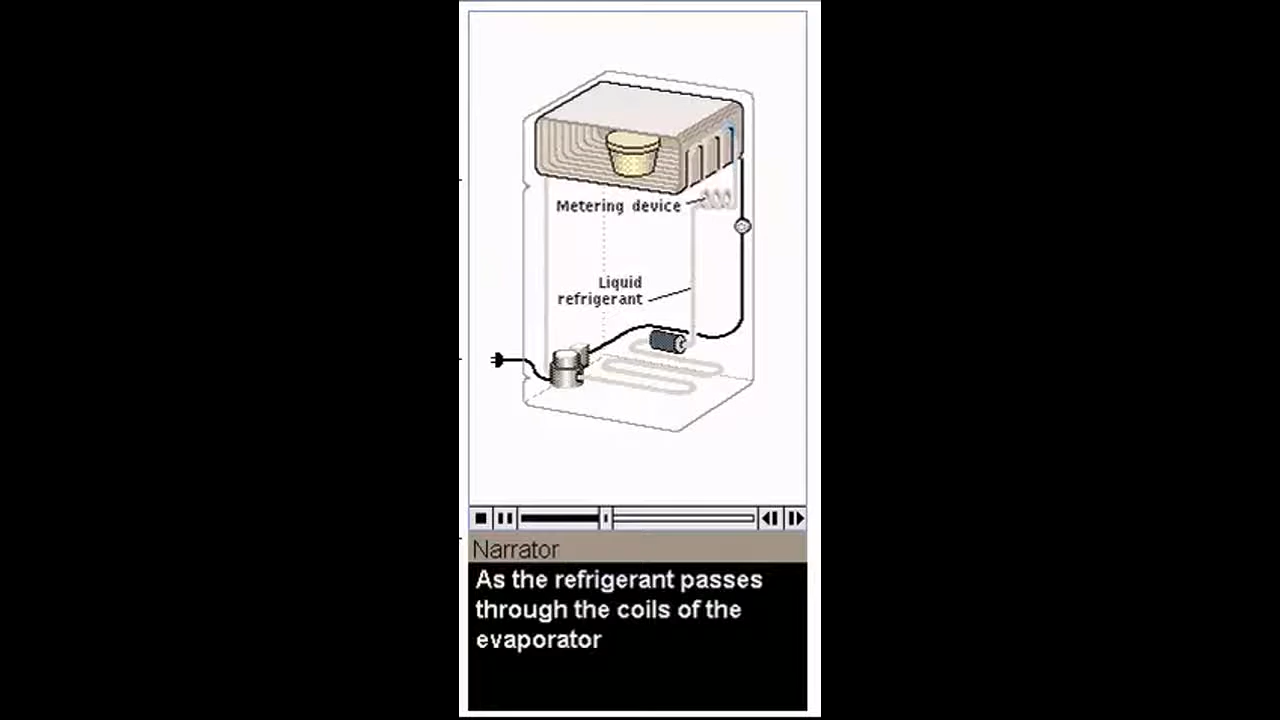 Metering device
Liquid
refrigerant
Narrator
As the refrigerant passes
through the coils of the
evaporator